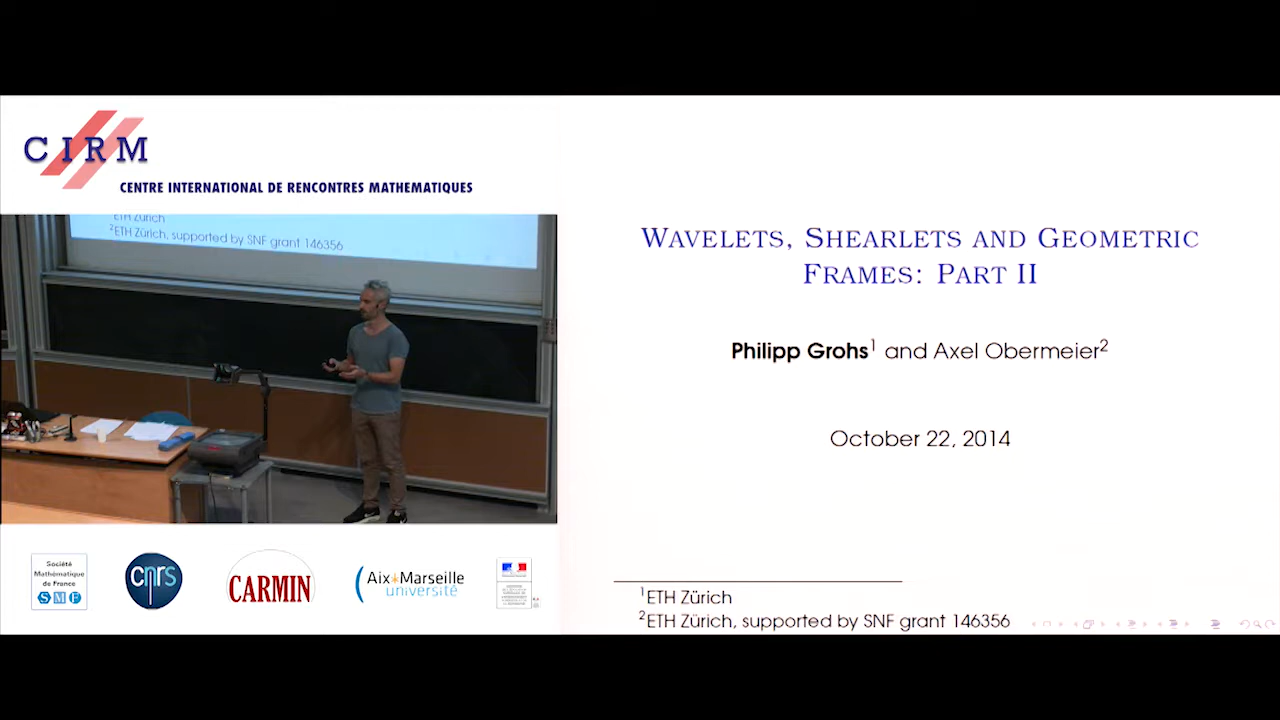 CIRM
CENTRE INTERNATIONAL DE RENCONTRES MATHEMATIQUES
ETH Zürich
²ETH Zürich, supported by SNF grant 146356
Société
Mathématique
de France
SMF
cnrs
CARMIN
Aix*Marseille
université
WAVELETS, SHEARLETS AND GEOMETRIC
FRAMES: PART II
Philipp Grohs¹ and Axel Obermeier²
October 22, 2014
¹ETH Zürich
²ETH Zürich, supported by SNF grant 146356